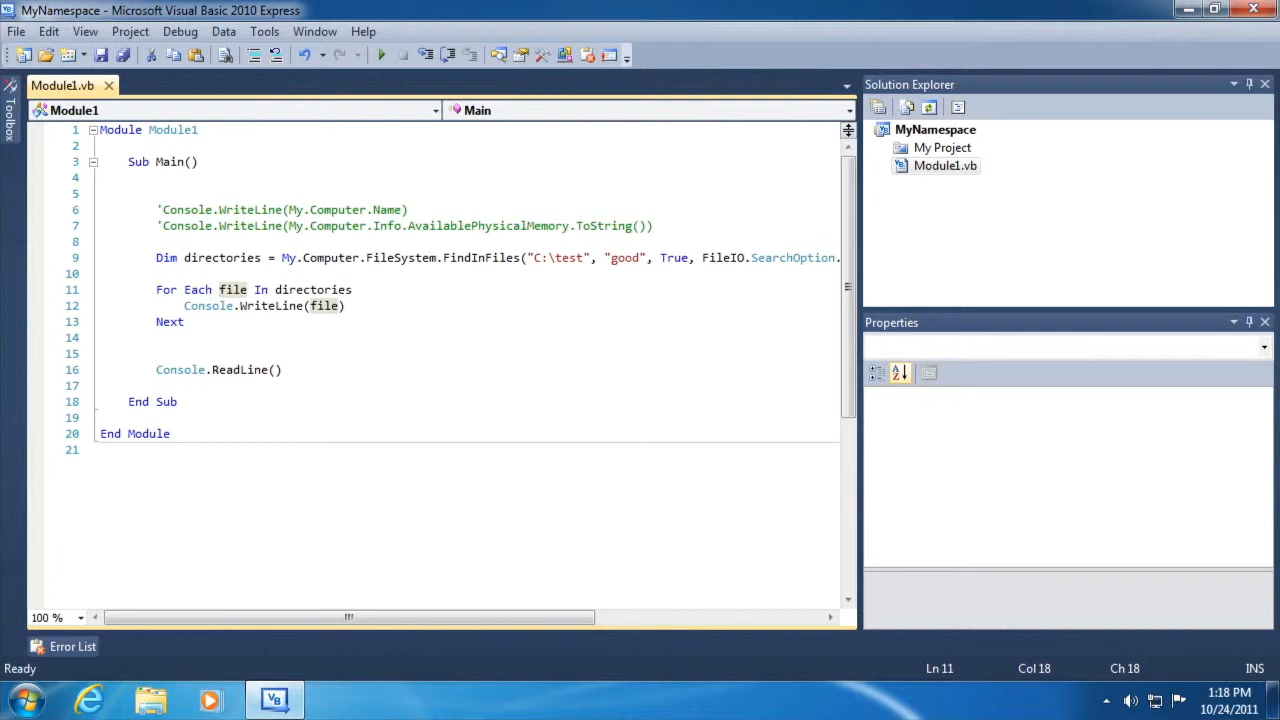 MyNamespace - Microsoft Visual Basic 2010 Express
File Edit View Project Debug Data Tools Window Help
Toolbox
Module1.vb
Module1
Main
1 Module Module1
2
3 Sub Main()
4
5
6 'Console.WriteLine(My.Computer.Name)
7 'Console.WriteLine(My.Computer.Info.AvailablePhysicalMemory.ToString())
8
9 Dim directories = My.Computer.FileSystem.FindInFiles("C:\test", "good", True, FileIO.SearchOption.
10
11 For Each file In directories
12 Console.WriteLine(file)
13 Next
14
15
16 Console.ReadLine()
17
18 End Sub
19
20 End Module
21
100 %
Error List
Solution Explorer
MyNamespace
My Project
Module1.vb
Properties
Ready
Ln 11 Col 18 Ch 18 INS
1:18 PM
10/24/2011